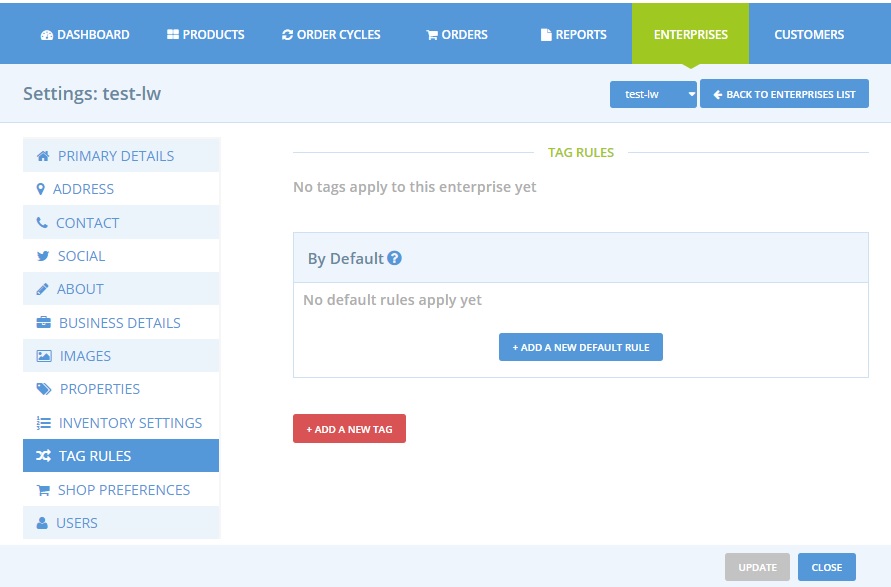 DASHBOARD PRODUCTS ORDER CYCLES ORDERS REPORTS ENTERPRISES CUSTOMERS
Settings: test-lw
test-lw BACK TO ENTERPRISES LIST
PRIMARY DETAILS
ADDRESS
CONTACT
SOCIAL
ABOUT
BUSINESS DETAILS
IMAGES
PROPERTIES
INVENTORY SETTINGS
TAG RULES
SHOP PREFERENCES
USERS
TAG RULES
No tags apply to this enterprise yet
By Default ?
No default rules apply yet
+ ADD A NEW DEFAULT RULE
+ ADD A NEW TAG
UPDATE CLOSE